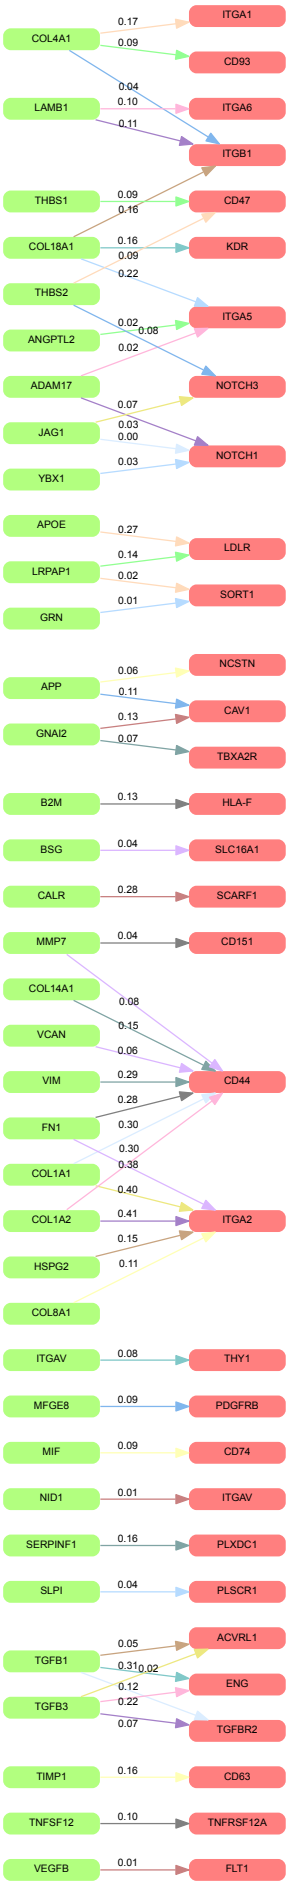 ITGA1
0.17
COL4A1
0.09
CD93
0.04
LAMB1
0.10
ITGA6
0.11
ITGB1
THBS1
0.09
CD47
0.16
COL18A1
0.16
KDR
0.09
0.22
THBS2
ITGA5
0.02
0.08
ANGPTL2
0.02
ADAM17
NOTCH3
0.07
JAG1
0.03
0.00
NOTCH1
0.03
YBX1
APOE
0.27
LDLR
0.14
LRPAP1
0.02
SORT1
0.01
GRN
NCSTN
0.06
APP
0.11
CAV1
0.13
GNAI2
0.07
TBXA2R
B2M
0.13
HLA-F
BSG
0.04
SLC16A1
CALR
0.28
SCARF1
MMP7
0.04
CD151
COL14A1
0.08
0.15
VCAN
0.06
VIM
0.29
CD44
0.28
FN1
0.30
0.30
COL1A1
0.38
0.40
COL1A2
0.41
ITGA2
0.15
HSPG2
0.11
COL8A1
ITGAV
0.08
THY1
MFGE8
0.09
PDGFRB
MIF
0.09
CD74
NID1
0.01
ITGAV
SERPINF1
0.16
PLXDC1
SLPI
0.04
PLSCR1
ACVRL1
0.05
TGFB1
0.31
0.02
0.12
ENG
0.22
TGFB3
0.07
TGFBR2
TIMP1
0.16
CD63
TNFSF12
0.10
TNFRSF12A
VEGFB
0.01
FLT1